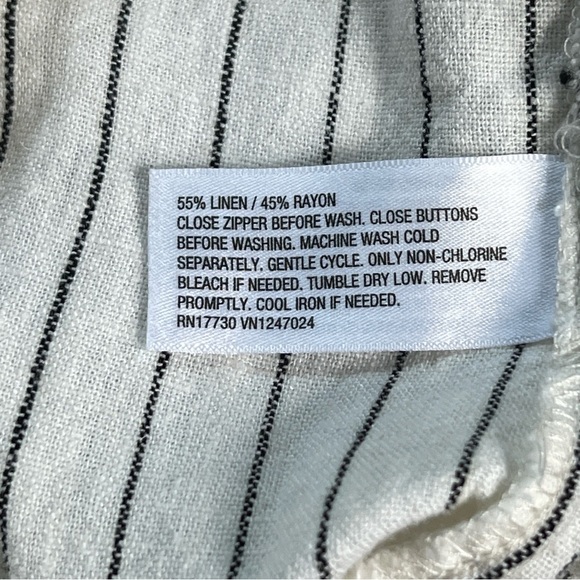 55% LINEN / 45% RAYON
CLOSE ZIPPER BEFORE WASH. CLOSE BUTTONS
BEFORE WASHING. MACHINE WASH COLD
SEPARATELY. GENTLE CYCLE. ONLY NON-CHLORINE
BLEACH IF NEEDED. TUMBLE DRY LOW. REMOVE
PROMPTLY. COOL IRON IF NEEDED.
RN17730 VN1247024